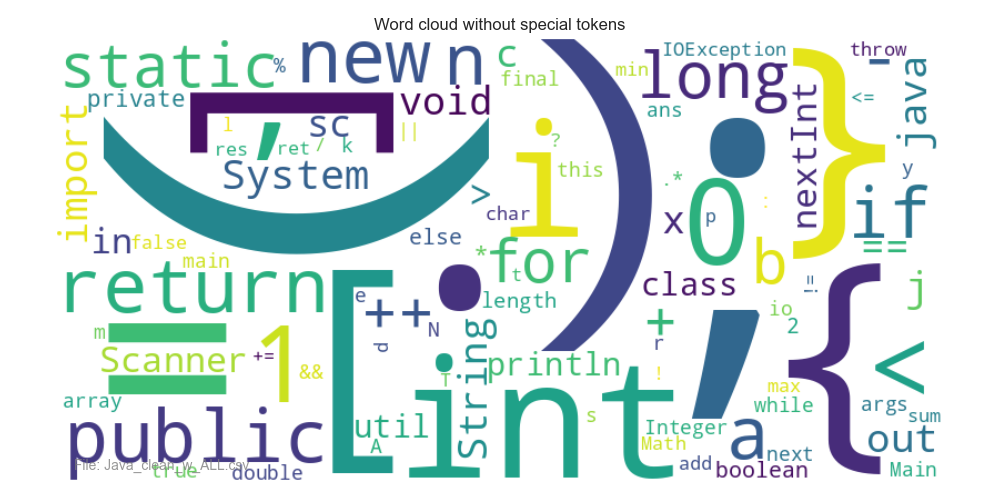 Word cloud without special tokens
static
%
new
n
c
final
IOException
min
long
-
throw
private
[
l
,
sc
res
ret
/
k
||
void
ans
<=
java
import
System
(
>
char
i
?
this
)
.*
x
;
0
p
:
nextInt
}
y
if
==
in
false
main
else
*
for
t
length
class
b
!=
j
return
[
e
++
d
N
.
String
println
+
r
io
2
{
<
m
=
Scanner
+=
1
&&
array
T
int
s
!
max
while
args
sum
public
util
A
Integer
Math
a
next
out
File: Java_clean_w_ALL.csv
true
double
add
boolean
Main